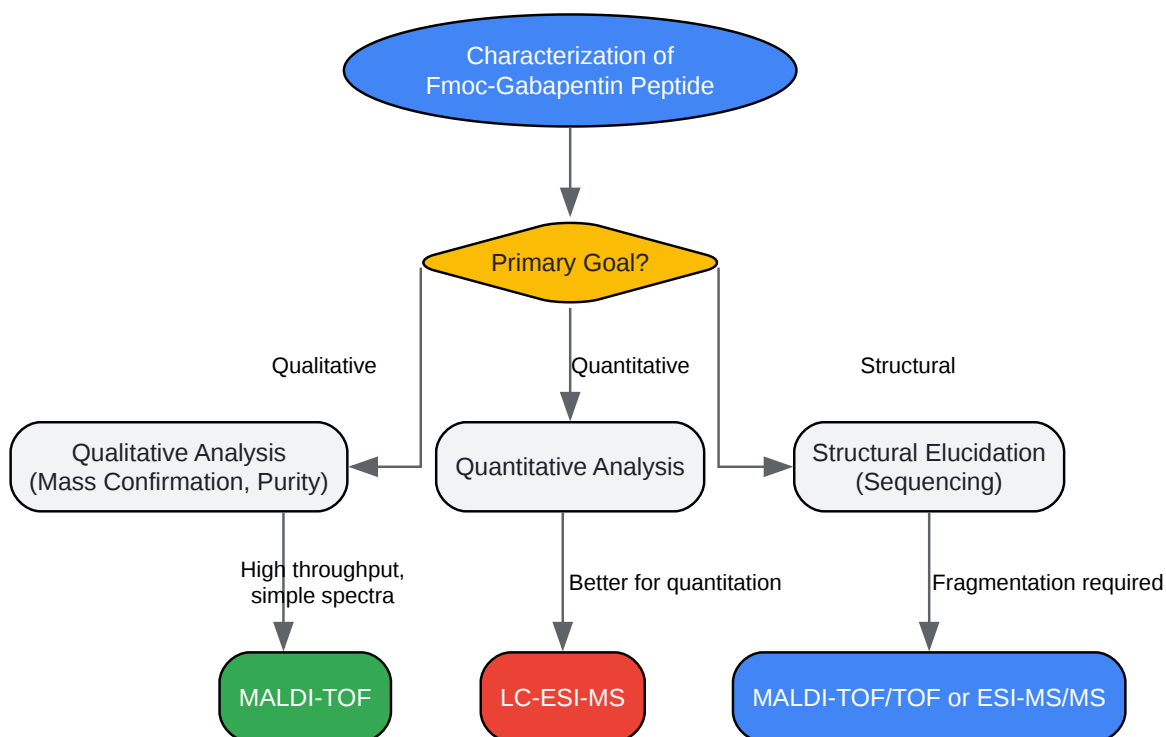 Characterization of
Fmoc-Gabapentin Peptide
Primary Goal?
Qualitative
Quantitative
Structural
Qualitative Analysis
(Mass Confirmation, Purity)
Quantitative Analysis
Structural Elucidation
(Sequencing)
High throughput,
simple spectra
Better for quantitation
Fragmentation required
MALDI-TOF
LC-ESI-MS
MALDI-TOF/TOF or ESI-MS/MS